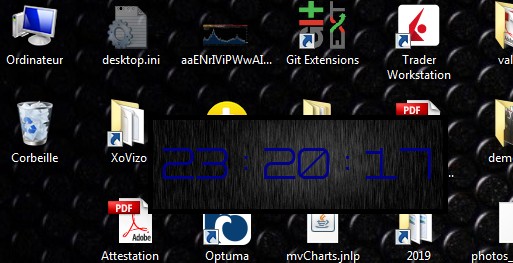 Ordinateur
desktop.ini
aaENrIViPWwAI...
Git Extensions
Trader
Workstation
val
Corbeille
XoVizo
PDF
dem
23:20:17
..
PDF
Adobe
Attestation
Optuma
mvCharts.jnlp
2019
photos_